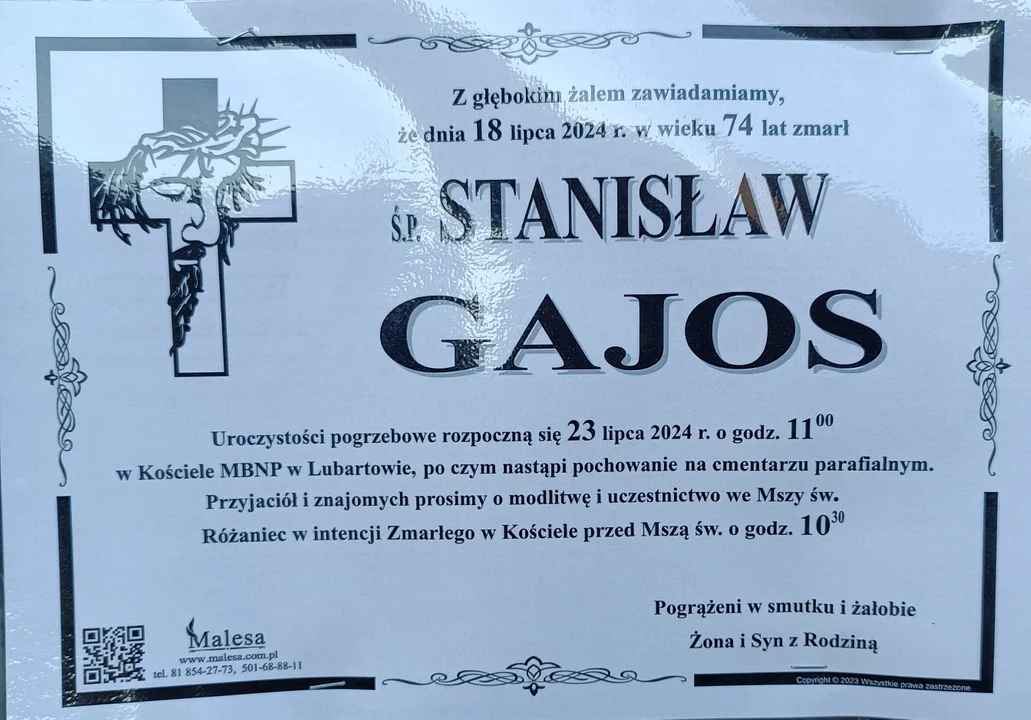 Z głębokim żalem zawiadamiamy,
że dnia 18 lipca 2024 r. w wieku 74 lat zmarł
Ś.P. STANISŁAW
GAJOS
Uroczystości pogrzebowe rozpoczną się 23 lipca 2024 r. o godz. 11⁰⁰
w Kościele MBNP w Lubartowie, po czym nastąpi pochowanie na cmentarzu parafialnym.
Przyjaciół i znajomych prosimy o modlitwę i uczestnictwo we Mszy św.
Różaniec w intencji Zmarłego w Kościele przed Mszą św. o godz. 10³⁰
Pogrążeni w smutku i żałobie
Żona i Syn z Rodziną
Malesa
www.malesa.com.pl
tel. 81 854-27-73, 501-68-88-11
Copyright © 2023 Wszystkie prawa zastrzeżone